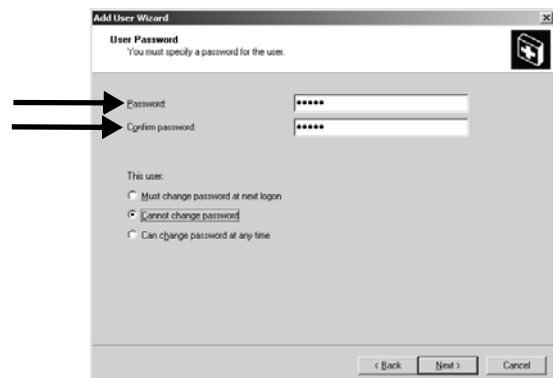 Add User Wizard
User Password
You must specify a password for the user.
Password:
•••••
Confirm password:
•••••
This user:
Must change password at next logon
Cannot change password
Can change password at any time
< Back
Next >
Cancel